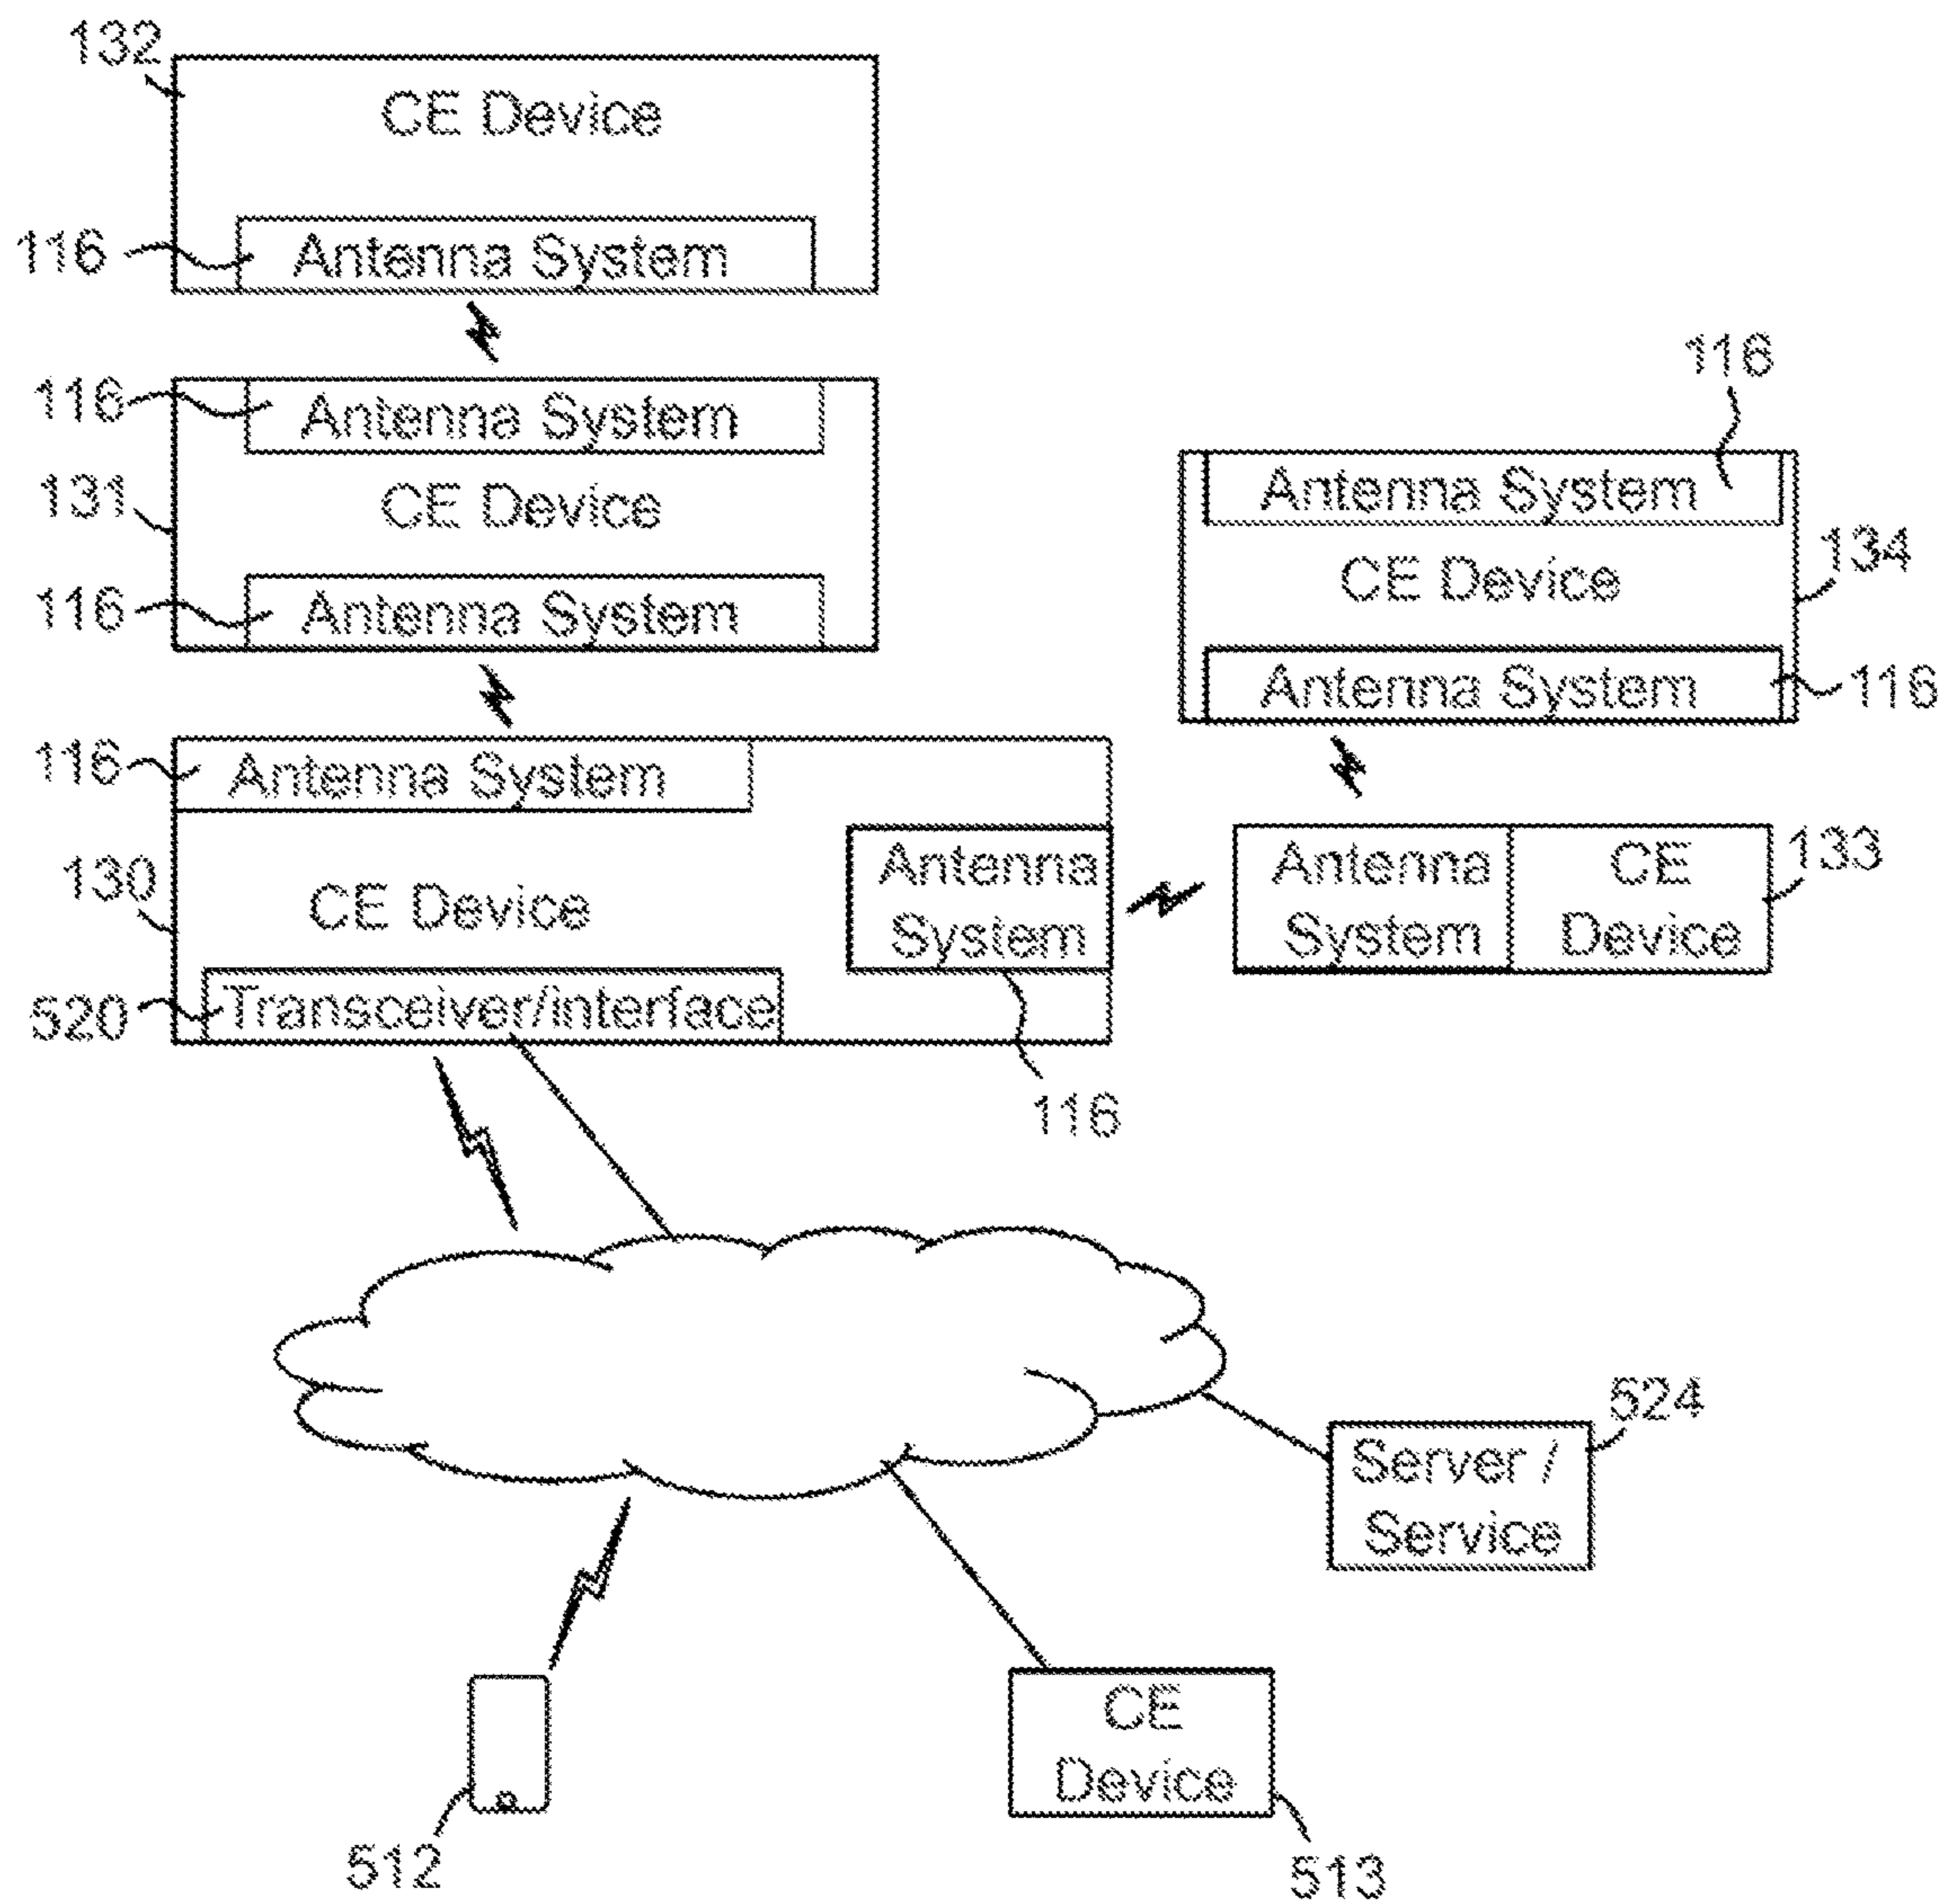 132
CE Device
116
Antenna System
116
Antenna System
131
CE Device
116
Antenna System
116
Antenna System
134
CE Device
Antenna System
116
116
Antenna System
130
CE Device
Antenna
System
116
520
Transceiver/interface
Antenna
System
CE
Device
133
524
Server /
Service
512
CE
Device
513